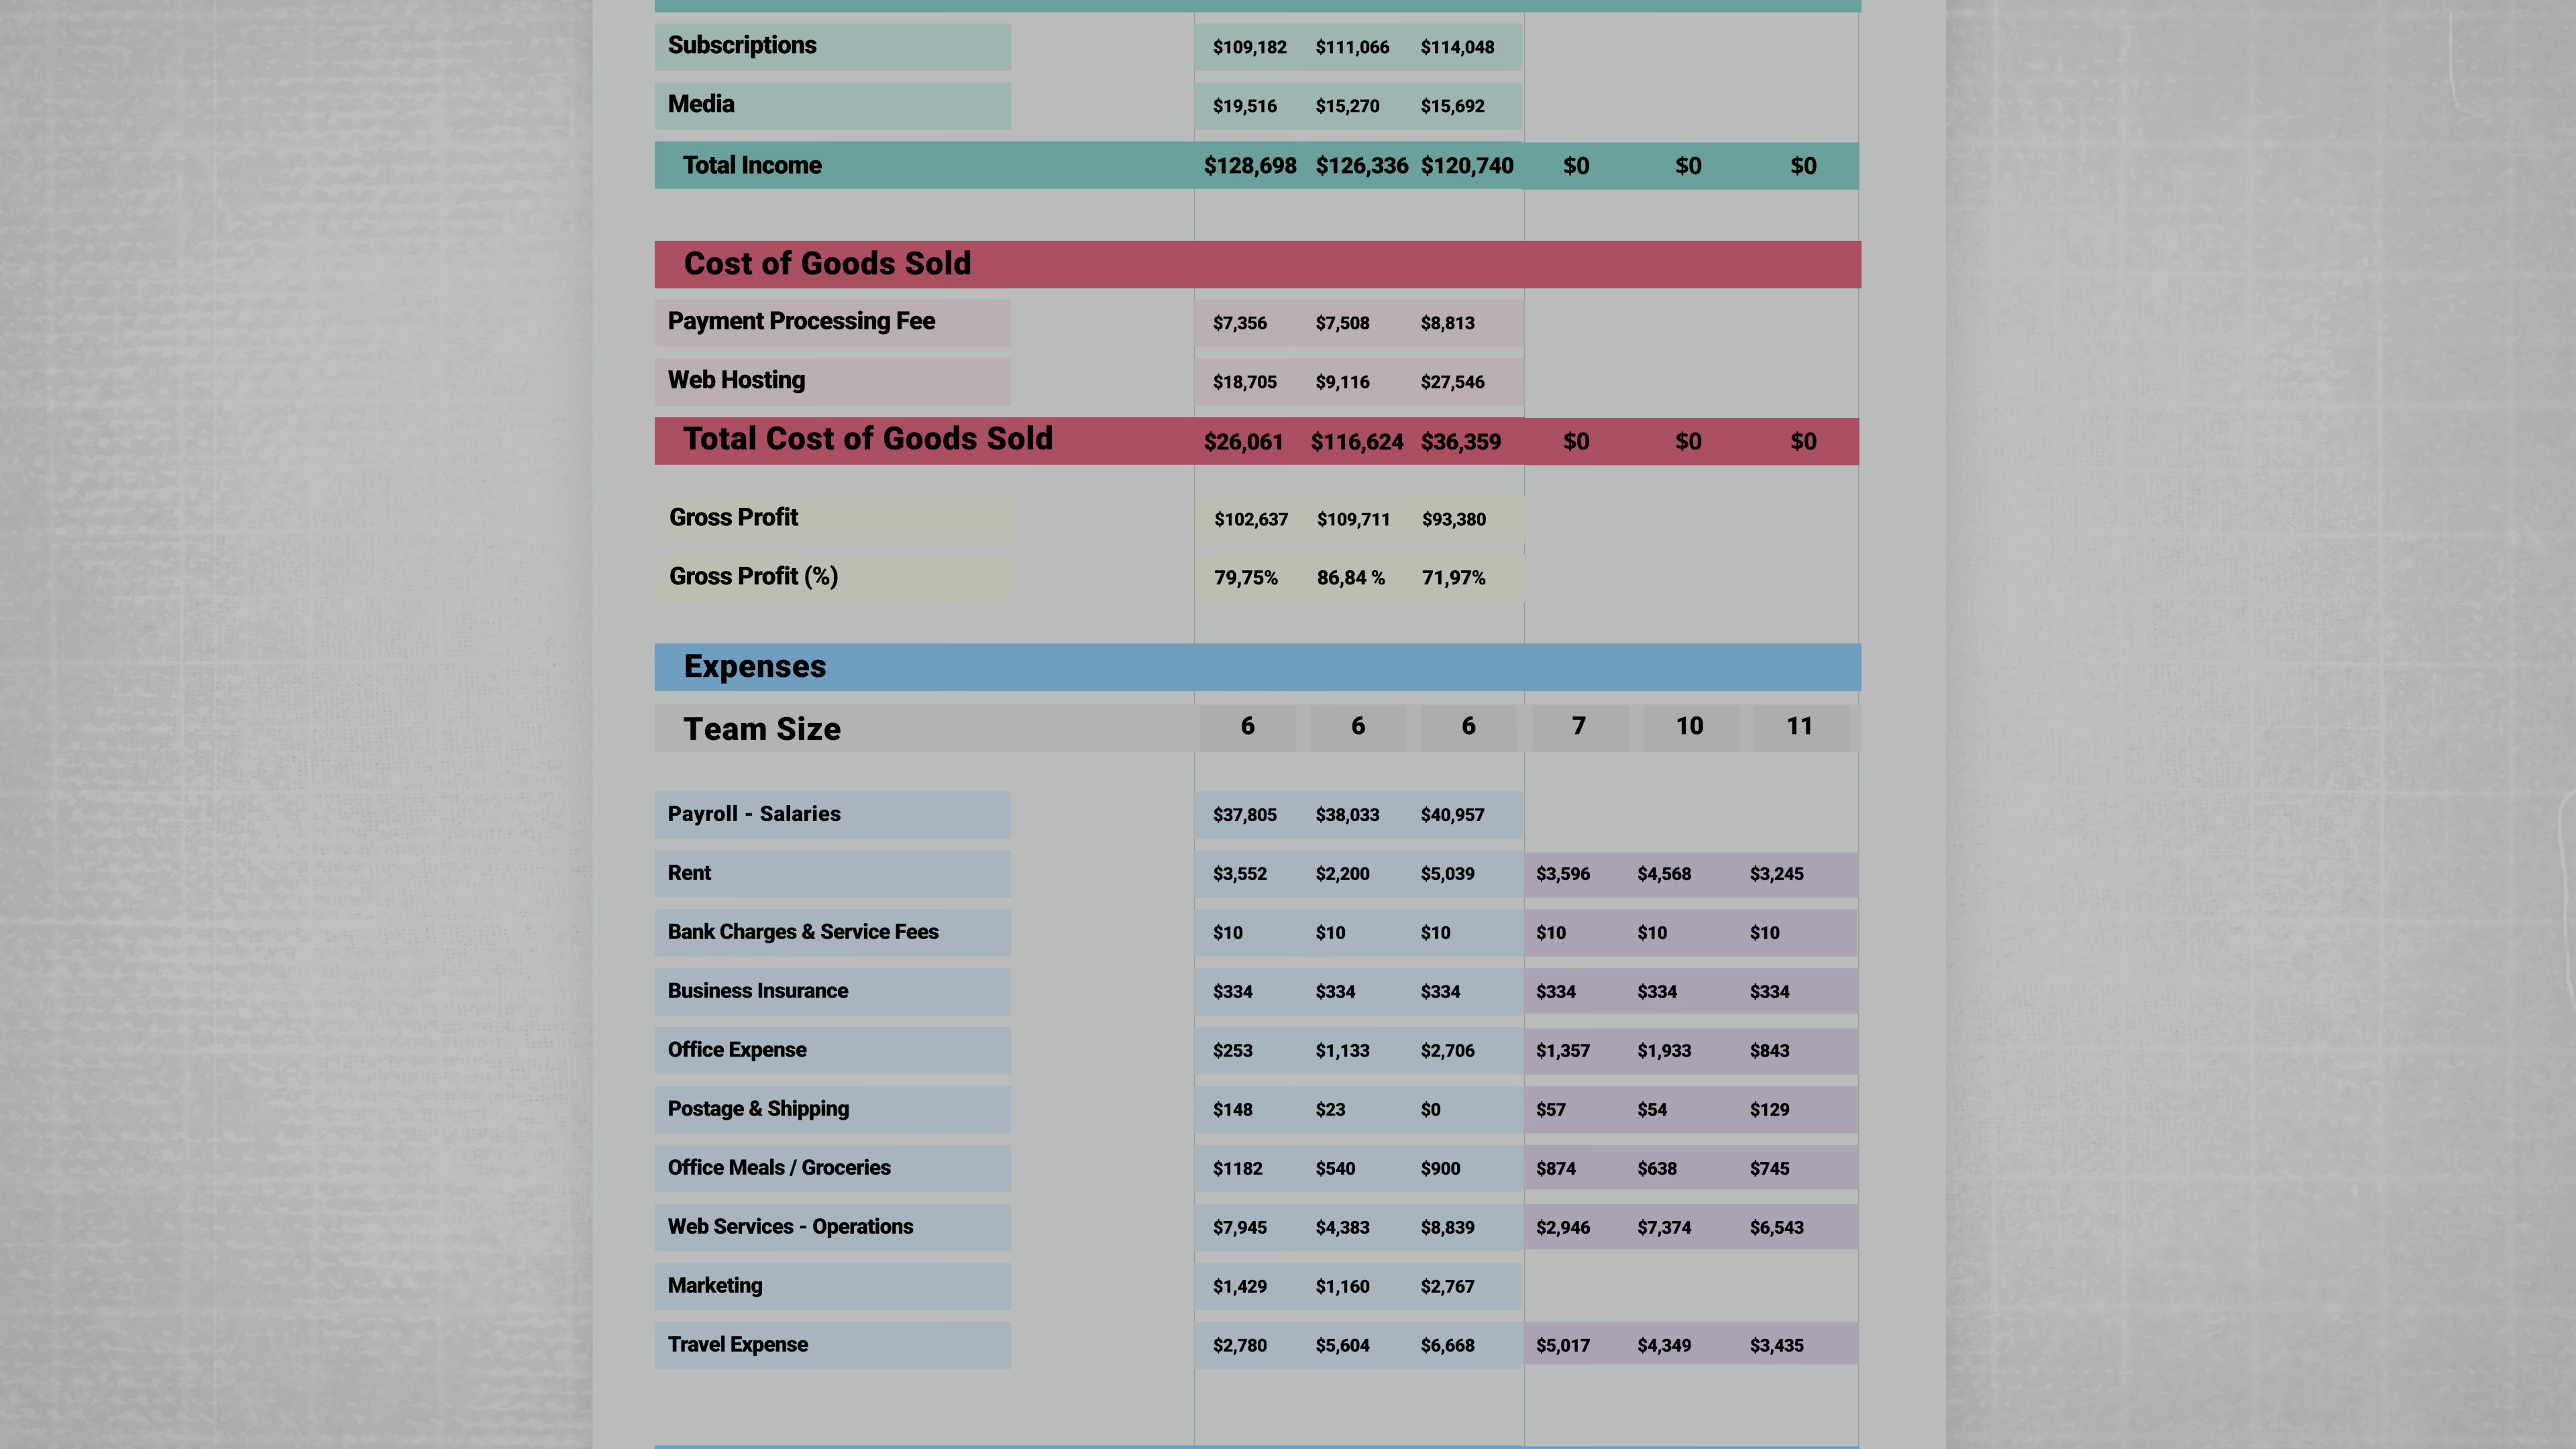 Subscriptions $109,182 $111,066 $114,048
Media $19,516 $15,270 $15,692
Total Income $128,698 $126,336 $120,740 $0 $0 $0
Cost of Goods Sold
Payment Processing Fee $7,356 $7,508 $8,813
Web Hosting $18,705 $9,116 $27,546
Total Cost of Goods Sold $26,061 $116,624 $36,359 $0 $0 $0
Gross Profit $102,637 $109,711 $93,380
Gross Profit (%) 79,75% 86,84 % 71,97%
Expenses
Team Size 6 6 6 7 10 11
Payroll - Salaries $37,805 $38,033 $40,957
Rent $3,552 $2,200 $5,039 $3,596 $4,568 $3,245
Bank Charges & Service Fees $10 $10 $10 $10 $10 $10
Business Insurance $334 $334 $334 $334 $334 $334
Office Expense $253 $1,133 $2,706 $1,357 $1,933 $843
Postage & Shipping $148 $23 $0 $57 $54 $129
Office Meals / Groceries $1182 $540 $900 $874 $638 $745
Web Services - Operations $7,945 $4,383 $8,839 $2,946 $7,374 $6,543
Marketing $1,429 $1,160 $2,767
Travel Expense $2,780 $5,604 $6,668 $5,017 $4,349 $3,435